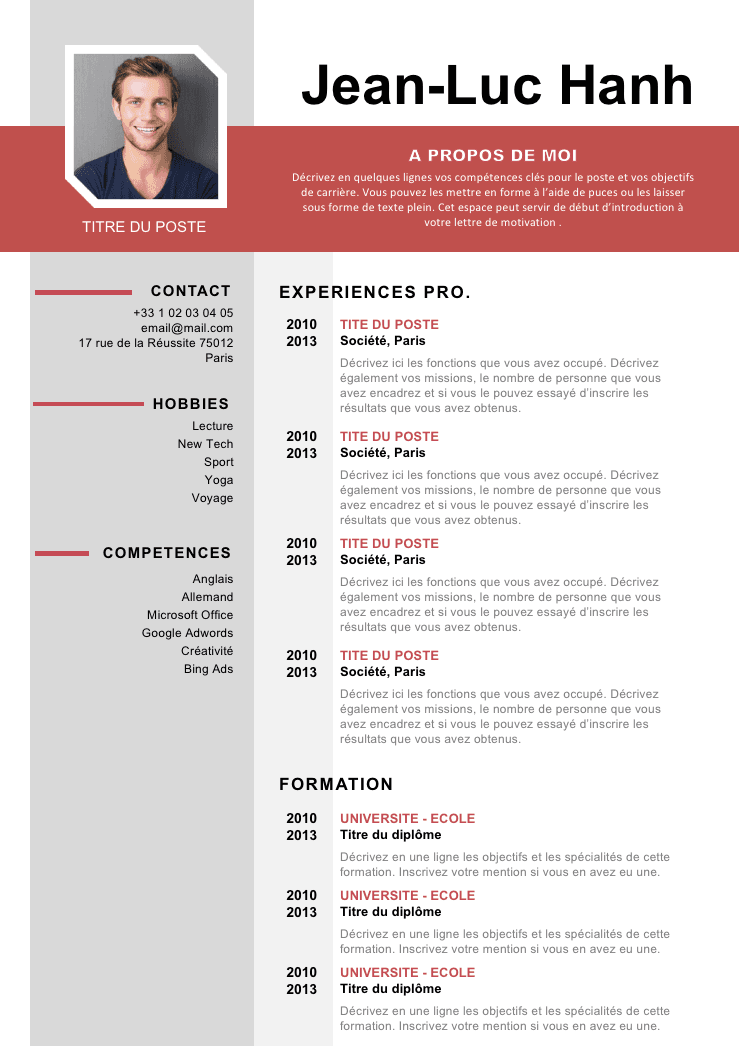 Jean-Luc Hanh
A PROPOS DE MOI
Décrivez en quelques lignes vos compétences clés pour le poste et vos objectifs
de carrière. Vous pouvez les mettre en forme à l’aide de puces ou les laisser
sous forme de texte plein. Cet espace peut servir de début d’introduction à
votre lettre de motivation .
TITRE DU POSTE
CONTACT
+33 1 02 03 04 05
email@mail.com
17 rue de la Réussite 75012
Paris
HOBBIES
Lecture
New Tech
Sport
Yoga
Voyage
COMPETENCES
Anglais
Allemand
Microsoft Office
Google Adwords
Créativité
Bing Ads
EXPERIENCES PRO.
2010 TITE DU POSTE
2013 Société, Paris
Décrivez ici les fonctions que vous avez occupé. Décrivez
également vos missions, le nombre de personne que vous
avez encadrez et si vous le pouvez essayé d’inscrire les
résultats que vous avez obtenus.
2010 TITE DU POSTE
2013 Société, Paris
Décrivez ici les fonctions que vous avez occupé. Décrivez
également vos missions, le nombre de personne que vous
avez encadrez et si vous le pouvez essayé d’inscrire les
résultats que vous avez obtenus.
2010 TITE DU POSTE
2013 Société, Paris
Décrivez ici les fonctions que vous avez occupé. Décrivez
également vos missions, le nombre de personne que vous
avez encadrez et si vous le pouvez essayé d’inscrire les
résultats que vous avez obtenus.
2010 TITE DU POSTE
2013 Société, Paris
Décrivez ici les fonctions que vous avez occupé. Décrivez
également vos missions, le nombre de personne que vous
avez encadrez et si vous le pouvez essayé d’inscrire les
résultats que vous avez obtenus.
FORMATION
2010 UNIVERSITE - ECOLE
2013 Titre du diplôme
Décrivez en une ligne les objectifs et les spécialités de cette
formation. Inscrivez votre mention si vous en avez eu une.
2010 UNIVERSITE - ECOLE
2013 Titre du diplôme
Décrivez en une ligne les objectifs et les spécialités de cette
formation. Inscrivez votre mention si vous en avez eu une.
2010 UNIVERSITE - ECOLE
2013 Titre du diplôme
Décrivez en une ligne les objectifs et les spécialités de cette
formation. Inscrivez votre mention si vous en avez eu une.